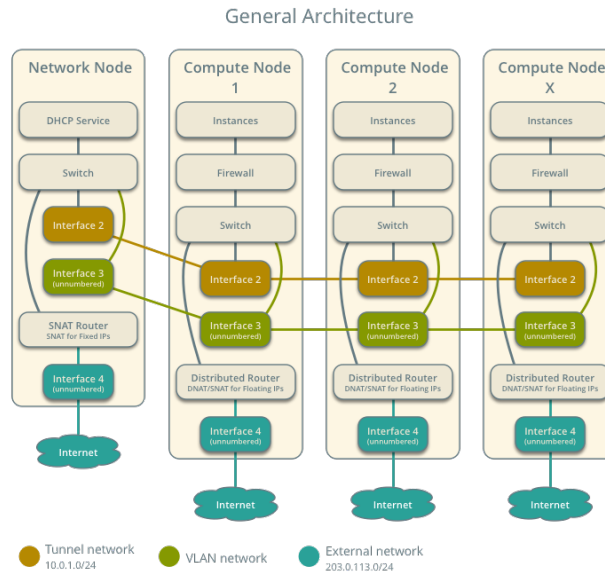 General Architecture
Network Node
DHCP Service
Switch
Interface 2
Interface 3
(unnumbered)
SNAT Router
SNAT for Fixed IPs
Interface 4
(unnumbered)
Internet
Compute Node
1
Instances
Firewall
Switch
Interface 2
Interface 3
(unnumbered)
Distributed Router
DNAT/SNAT for Floating IPs
Interface 4
(unnumbered)
Internet
Compute Node
2
Instances
Firewall
Switch
Interface 2
Interface 3
(unnumbered)
Distributed Router
DNAT/SNAT for Floating IPs
Interface 4
(unnumbered)
Internet
Compute Node
X
Instances
Firewall
Switch
Interface 2
Interface 3
(unnumbered)
Distributed Router
DNAT/SNAT for Floating IPs
Interface 4
(unnumbered)
Internet
Tunnel network
10.0.1.0/24
VLAN network
External network
203.0.113.0/24